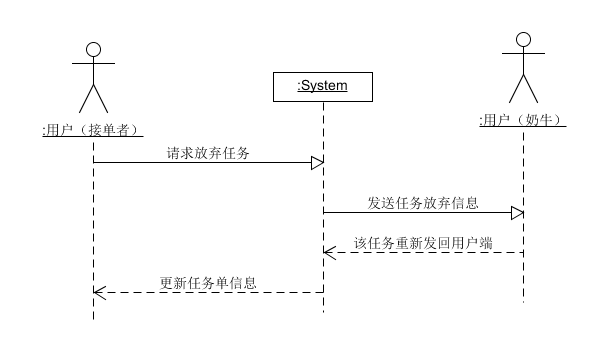 :System
:用户（奶牛）
:用户（接单者）
请求放弃任务
发送任务放弃信息
该任务重新发回用户端
更新任务单信息